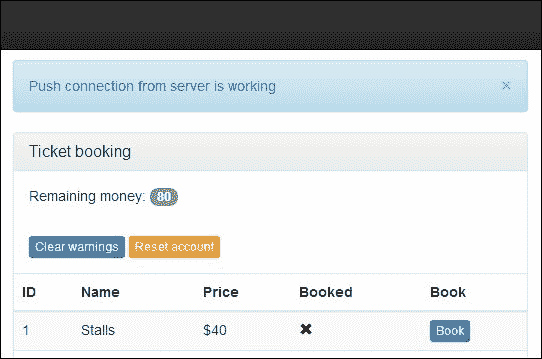 Push connection from server is working ×
Ticket booking
Remaining money: 80
Clear warnings Reset account
ID Name Price Booked Book
1 Stalls $40 ✖ Book